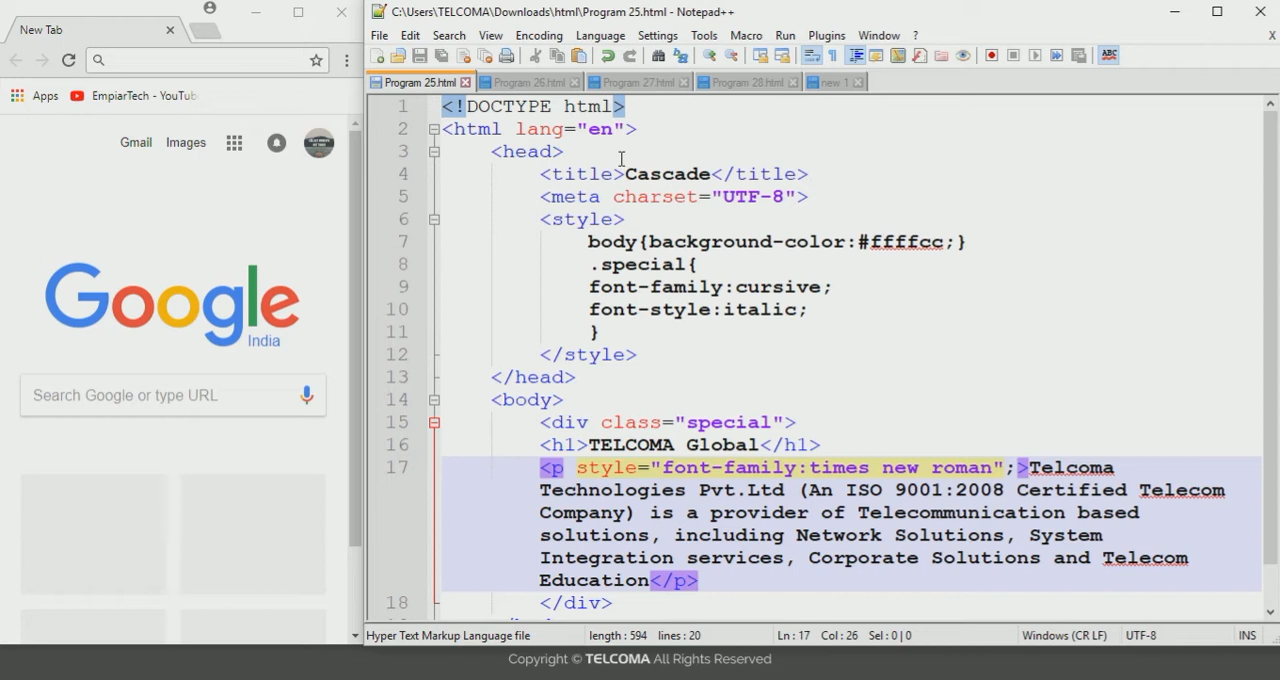 New Tab
EmpiarTech - YouTub
Apps
Gmail Images
Google
India
Search Google or type URL
C:\Users\TELCOMA\Downloads\html\Program 25.html - Notepad++
File Edit Search View Encoding Language Settings Tools Macro Run Plugins Window ? X
ABC
Program 25.html Program 26.html Program 27.html Program 28.html new 1
1 <!DOCTYPE html>
2 <html lang="en">
3 <head>
4 <title>Cascade</title>
5 <meta charset="UTF-8">
6 <style>
7 body{background-color:#ffffcc;}
8 .special{
9 font-family:cursive;
10 font-style:italic;
11 }
12 </style>
13 </head>
14 <body>
15 <div class="special">
16 <h1>TELCOMA Global</h1>
17 <p style="font-family:times new roman";>Telcoma
Technologies Pvt.Ltd (An ISO 9001:2008 Certified Telecom
Company) is a provider of Telecommunication based
solutions, including Network Solutions, System
Integration services, Corporate Solutions and Telecom
Education</p>
18 </div>
Hyper Text Markup Language file length : 594 lines : 20 Ln : 17 Col : 26 Sel : 0 | 0 Windows (CR LF) UTF-8 INS
Copyright © TELCOMA All Rights Reserved